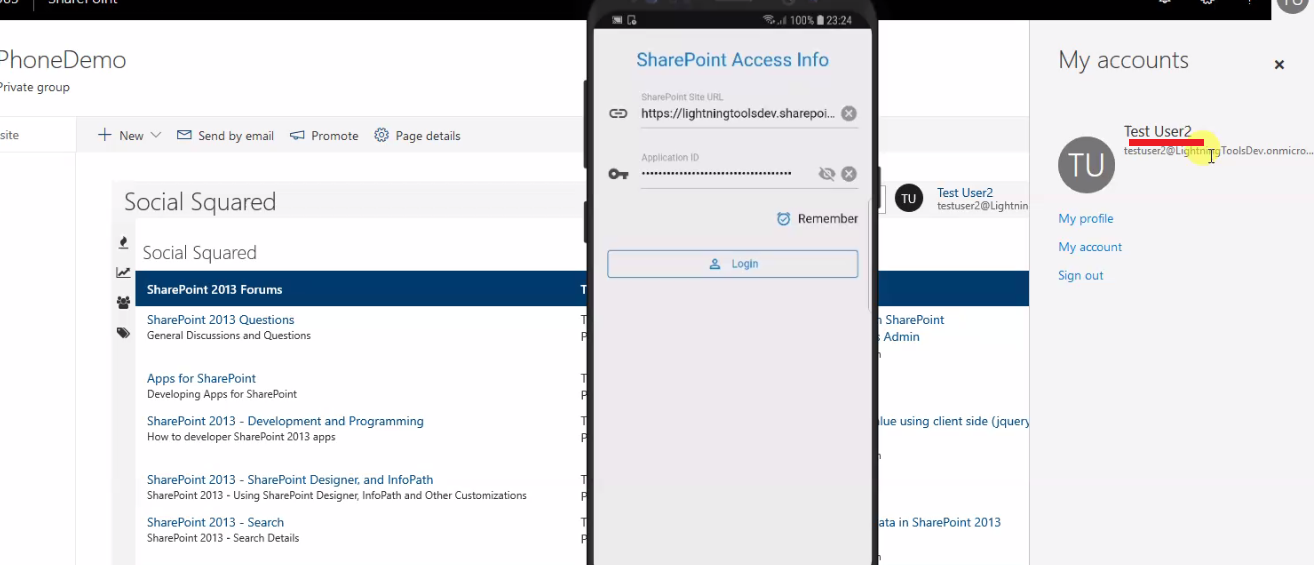 SharePoint
PhoneDemo
Private group
site
New
Send by email
Promote
Page details
Social Squared
Social Squared
SharePoint 2013 Forums
SharePoint 2013 Questions
General Discussions and Questions
Apps for SharePoint
Developing Apps for SharePoint
SharePoint 2013 - Development and Programming
How to developer SharePoint 2013 apps
SharePoint 2013 - SharePoint Designer, and InfoPath
SharePoint 2013 - Using SharePoint Designer, InfoPath and Other Customizations
SharePoint 2013 - Search
SharePoint 2013 - Search Details
100% 23:24
SharePoint Access Info
SharePoint Site URL
https://lightningtoolsdev.sharepoi...
Application ID
Remember
Login
TU
Test User2
testuser2@Lightnin
SharePoint
Admin
using client side (jquery
in SharePoint 2013
My accounts
TU
Test User2
testuser2@LightningToolsDev.onmicro...
My profile
My account
Sign out